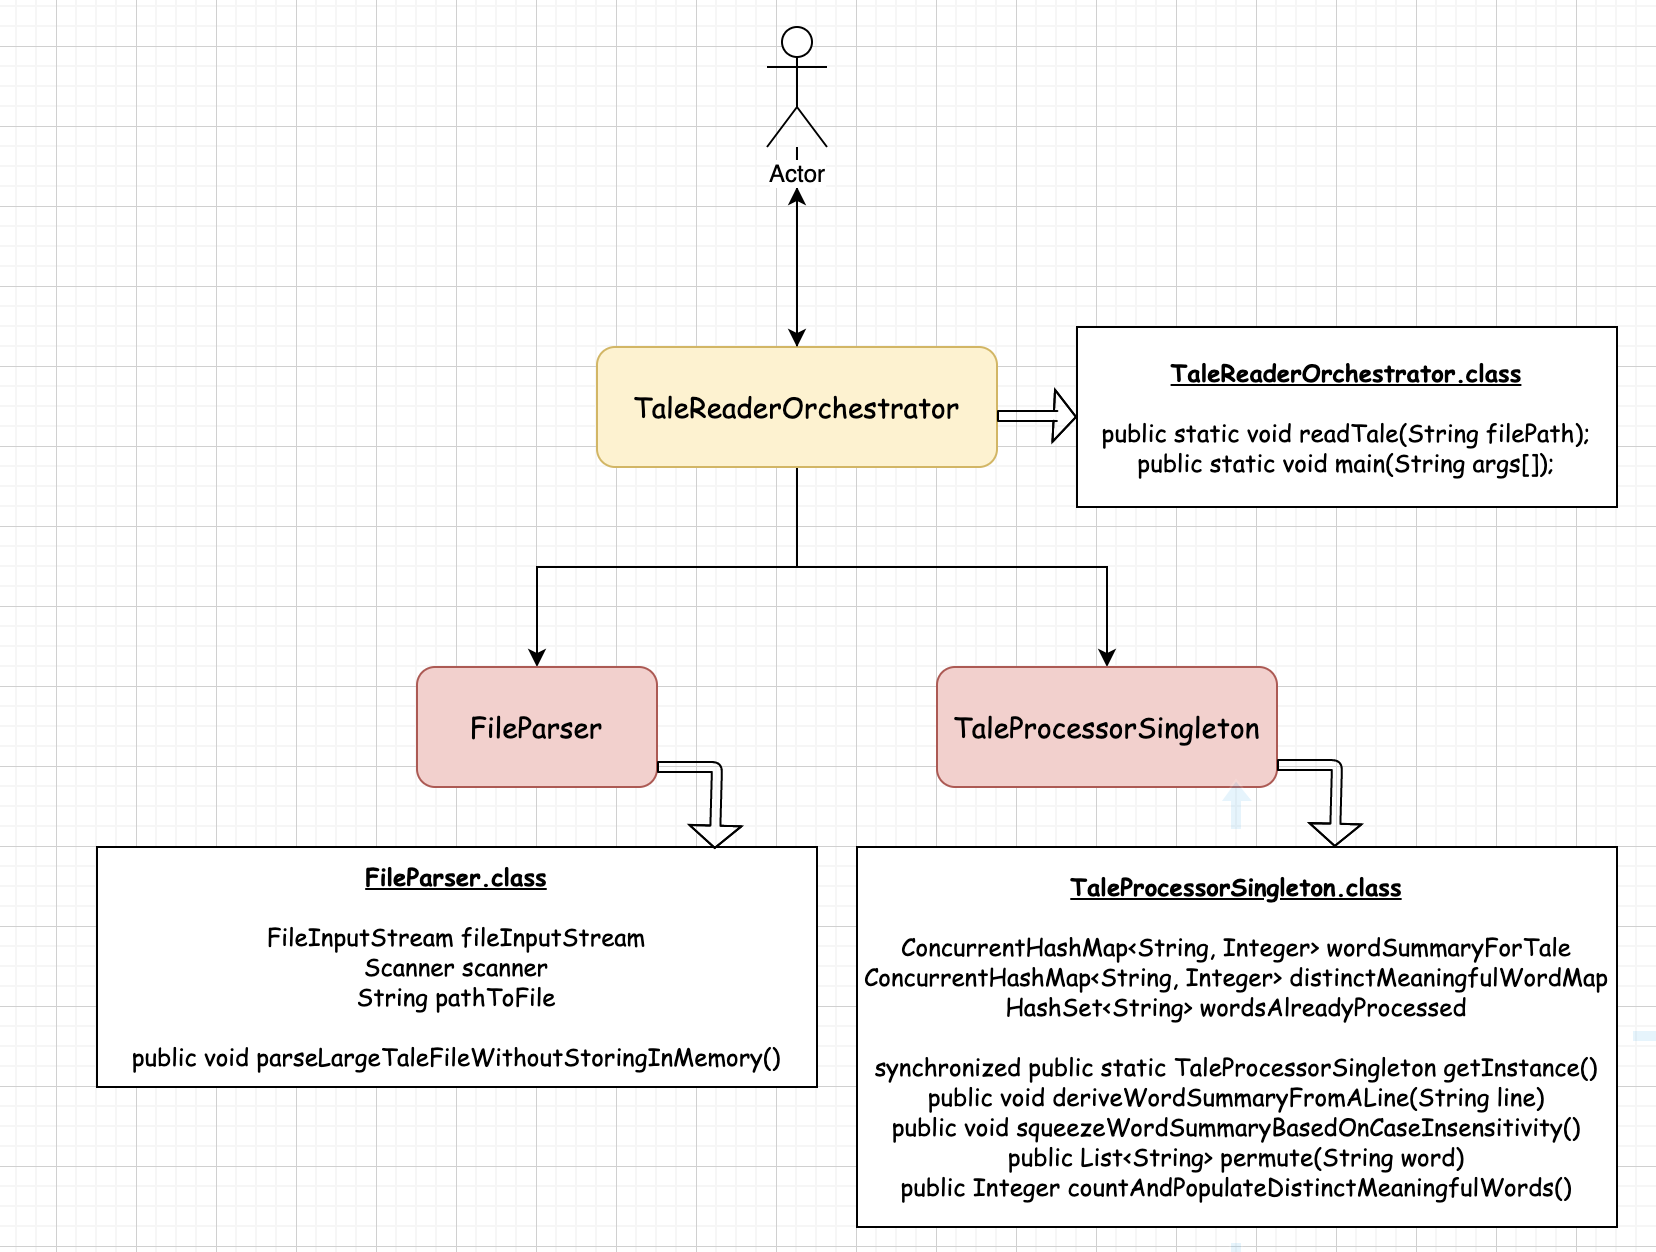 Actor
TaleReaderOrchestrator
TaleReaderOrchestrator.class
public static void readTale(String filePath);
public static void main(String args[]);
FileParser
TaleProcessorSingleton
FileParser.class
FileInputStream fileInputStream
Scanner scanner
String pathToFile
public void parseLargeTaleFileWithoutStoringInMemory()
TaleProcessorSingleton.class
ConcurrentHashMap<String, Integer> wordSummaryForTale
ConcurrentHashMap<String, Integer> distinctMeaningfulWordMap
HashSet<String> wordsAlreadyProcessed
synchronized public static TaleProcessorSingleton getInstance()
public void deriveWordSummaryFromALine(String line)
public void squeezeWordSummaryBasedOnCaseInsensitivity()
public List<String> permute(String word)
public Integer countAndPopulateDistinctMeaningfulWords()